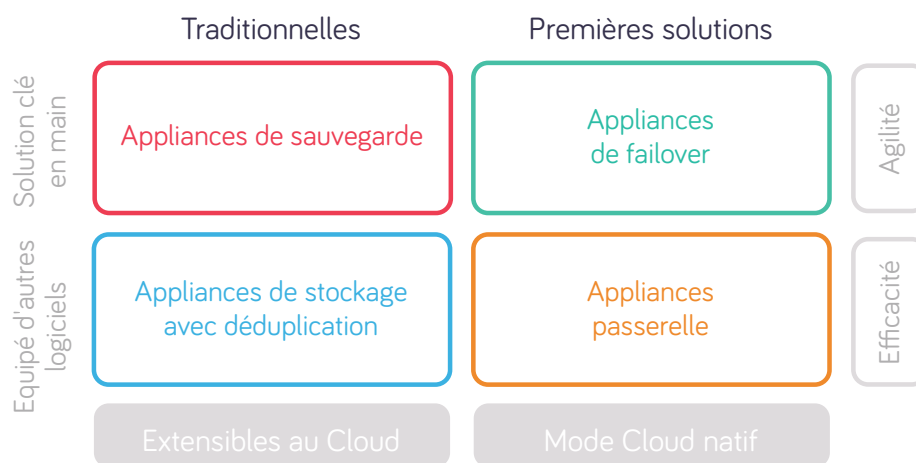 Traditionnelles
Premières solutions
Solution clé
en main
Appliances de sauvegarde
Appliances
de failover
Agilité
Equipé d'autres
logiciels
Appliances de stockage
avec déduplication
Appliances
passerelle
Efficacité
Extensibles au Cloud
Mode Cloud natif